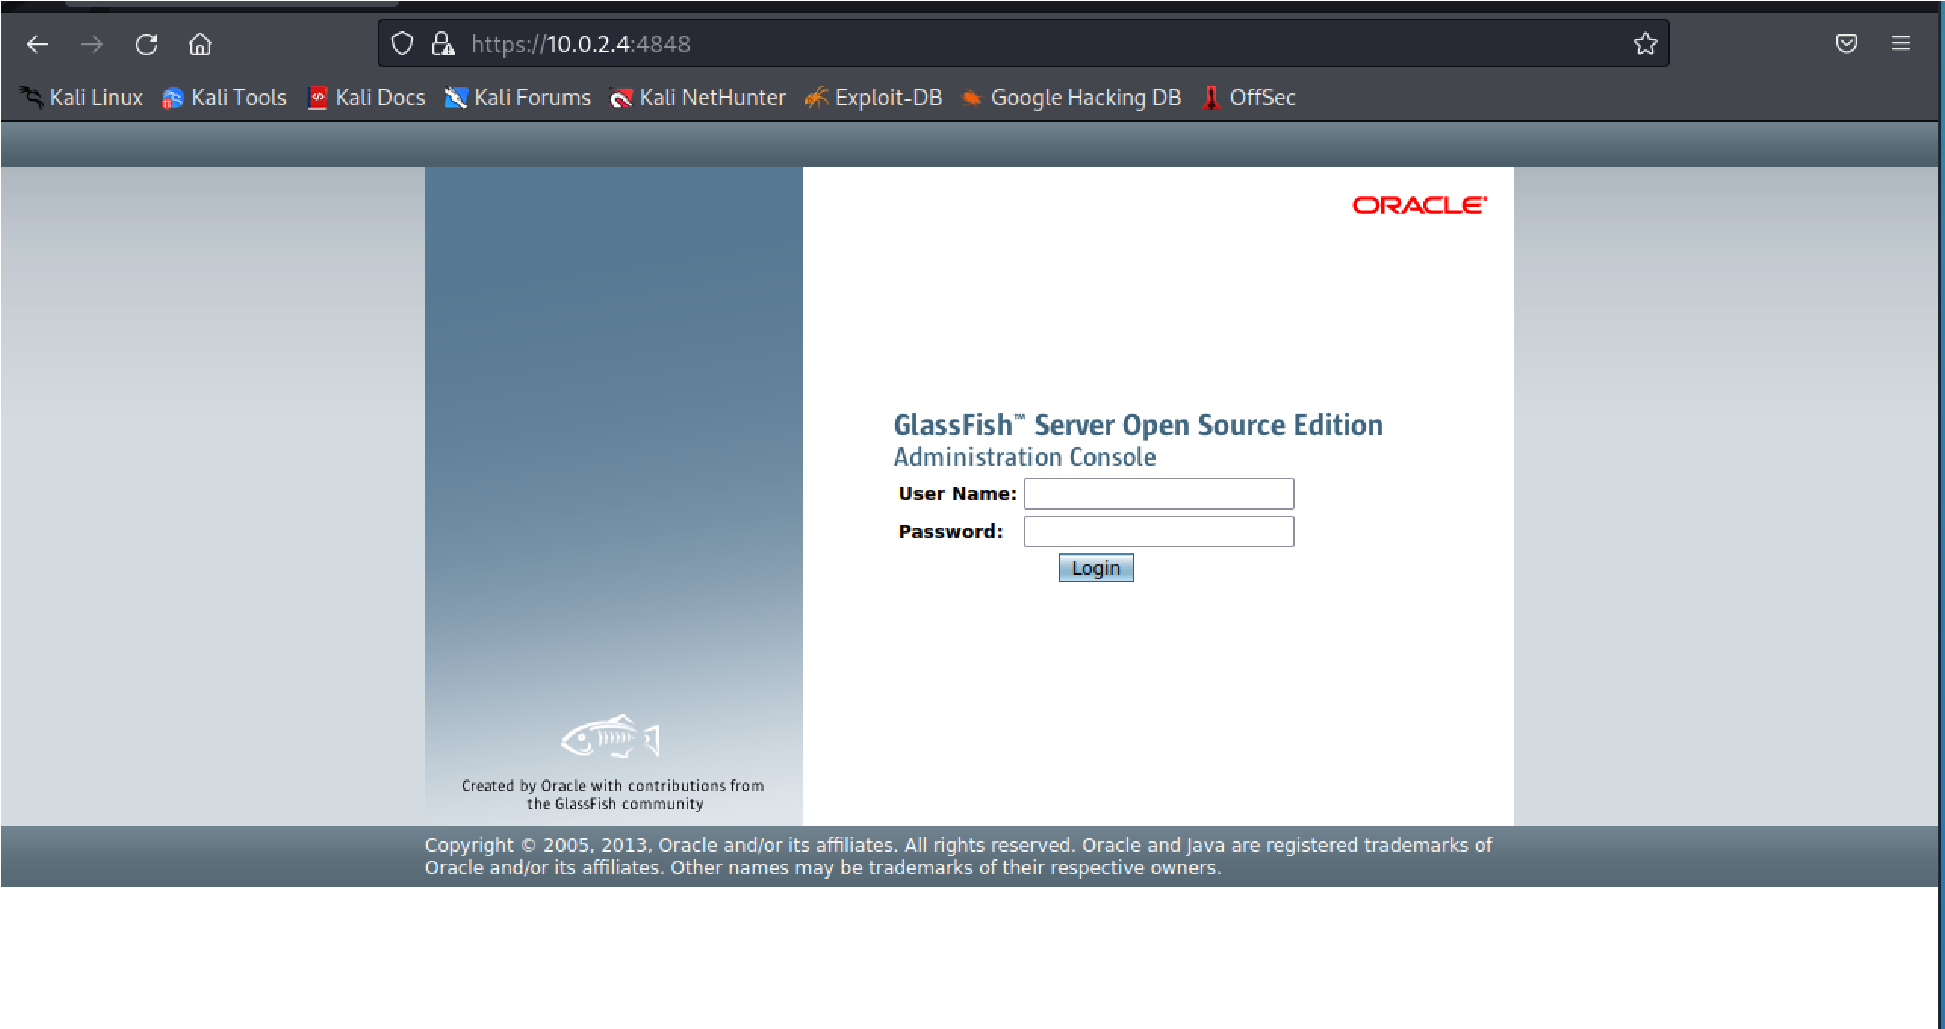 https://10.0.2.4:4848
Kali Linux Kali Tools Kali Docs Kali Forums Kali NetHunter Exploit-DB Google Hacking DB OffSec
ORACLE®
GlassFish™ Server Open Source Edition
Administration Console
User Name:
Password:
Login
Created by Oracle with contributions from
the GlassFish community
Copyright © 2005, 2013, Oracle and/or its affiliates. All rights reserved. Oracle and Java are registered trademarks of
Oracle and/or its affiliates. Other names may be trademarks of their respective owners.